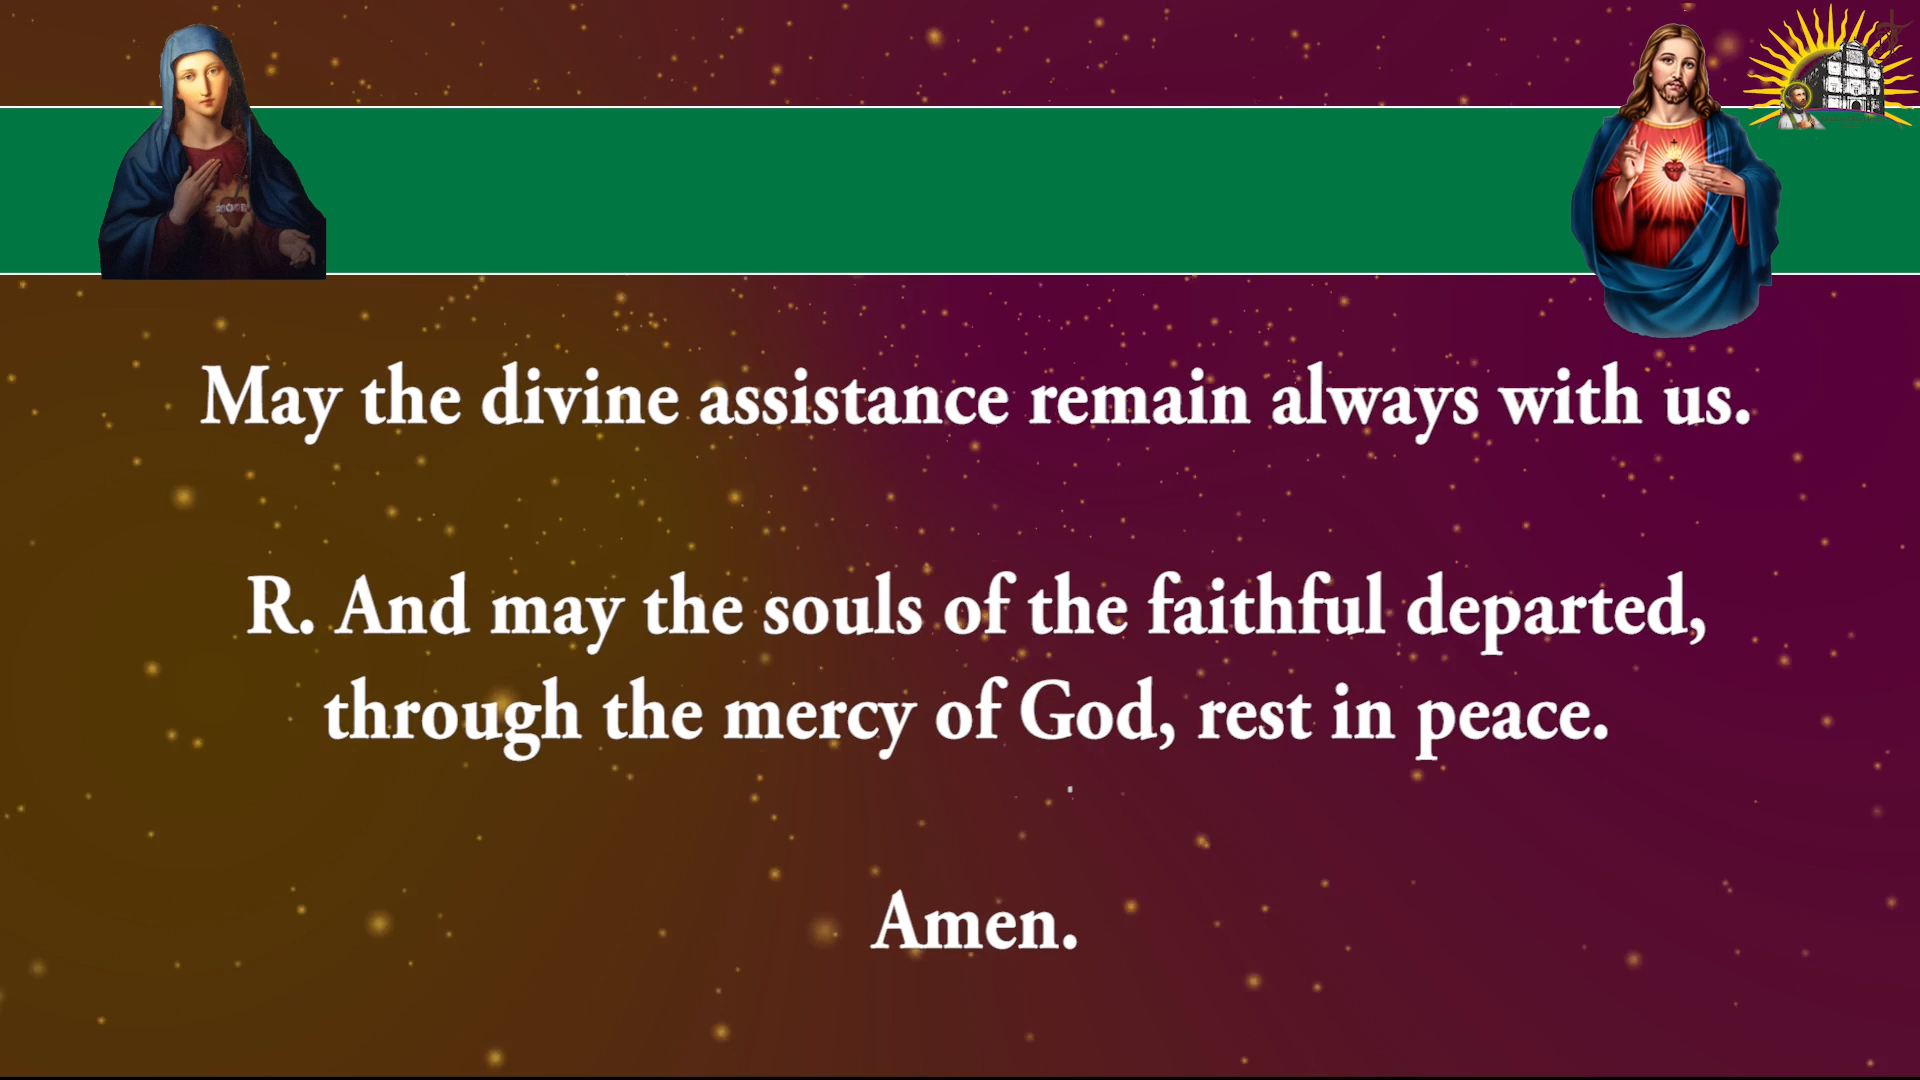 May the divine assistance remain always with us.
R. And may the souls of the faithful departed,
through the mercy of God, rest in peace.
Amen.